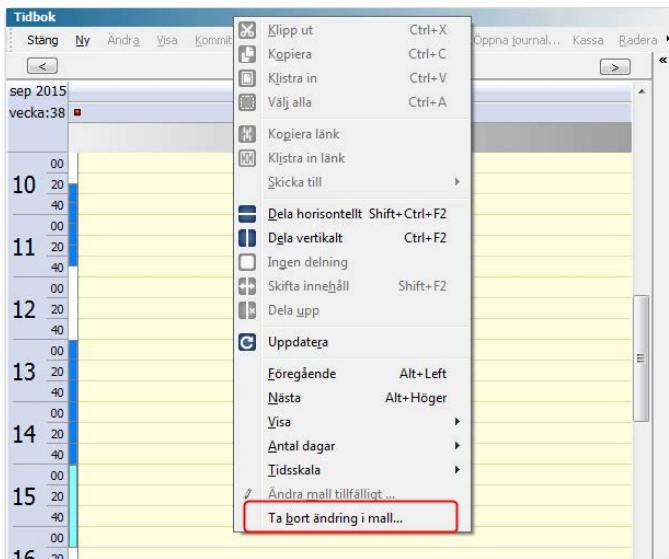 Tidbok
Stäng Ny Ändra Visa Kommit Öppna journal... Kassa Radera
< >
«
sep 2015
vecka:38
00
10 20
40
00
11 20
40
00
12 20
40
00
13 20
40
00
14 20
40
00
15 20
40
00
16 20
Klipp ut Ctrl+X
Kopiera Ctrl+C
Klistra in Ctrl+V
Välj alla Ctrl+A
Kopiera länk
Klistra in länk
Skicka till
Dela horisontellt Shift+Ctrl+F2
Dela vertikalt Ctrl+F2
Ingen delning
Skifta innehåll Shift+F2
Dela upp
Uppdatera
Föregående Alt+Left
Nästa Alt+Höger
Visa
Antal dagar
Tidsskala
Ändra mall tillfälligt ...
Ta bort ändring i mall...